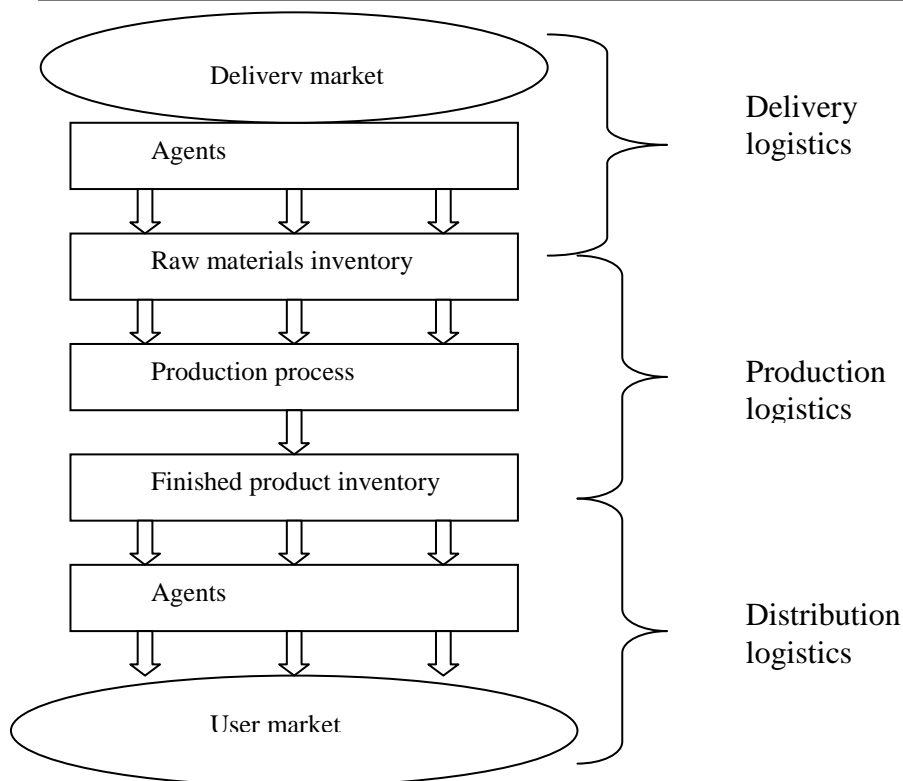 Delivery market
Delivery
logistics
Agents
Raw materials inventory
Production process
Production
logistics
Finished product inventory
Agents
Distribution
logistics
User market